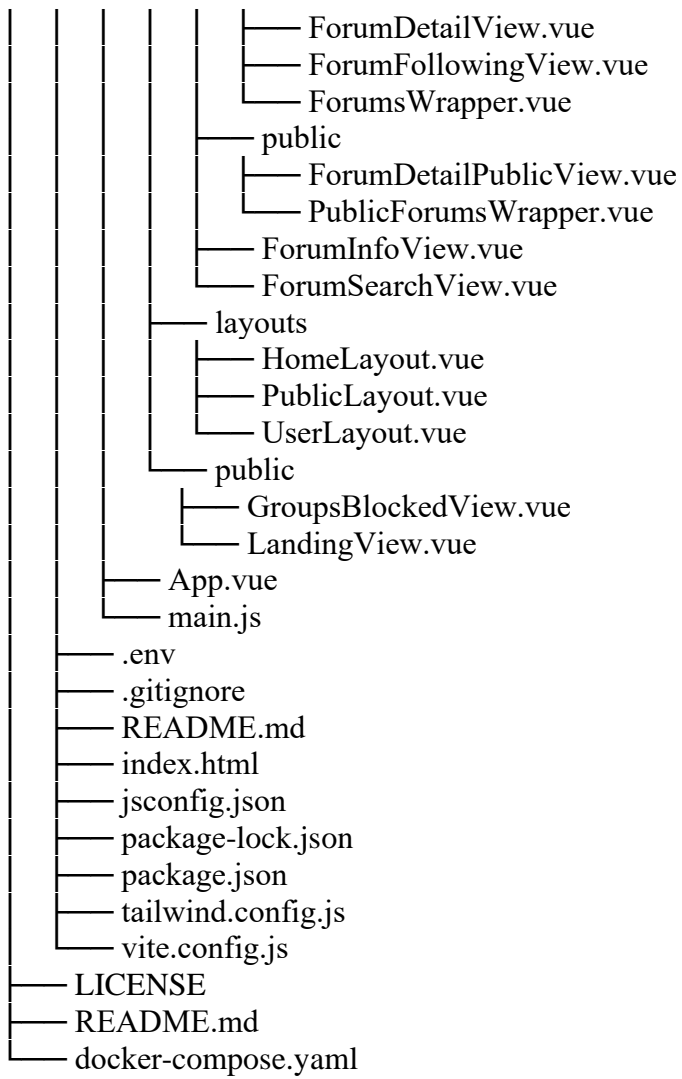 ForumDetailView.vue
ForumFollowingView.vue
ForumsWrapper.vue
public
ForumDetailPublicView.vue
PublicForumsWrapper.vue
ForumInfoView.vue
ForumSearchView.vue
layouts
HomeLayout.vue
PublicLayout.vue
UserLayout.vue
public
GroupsBlockedView.vue
LandingView.vue
App.vue
main.js
.env
.gitignore
README.md
index.html
jsconfig.json
package-lock.json
package.json
tailwind.config.js
vite.config.js
LICENSE
README.md
docker-compose.yaml